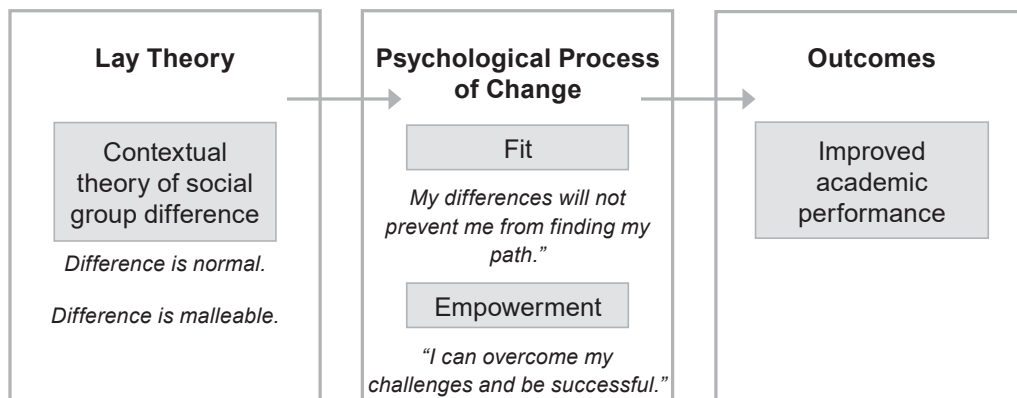 Lay Theory
Contextual
theory of social
group difference
Difference is normal.
Difference is malleable.
Psychological Process
of Change
Fit
My differences will not
prevent me from finding my
path.”
Empowerment
“I can overcome my
challenges and be successful.”
Outcomes
Improved
academic
performance